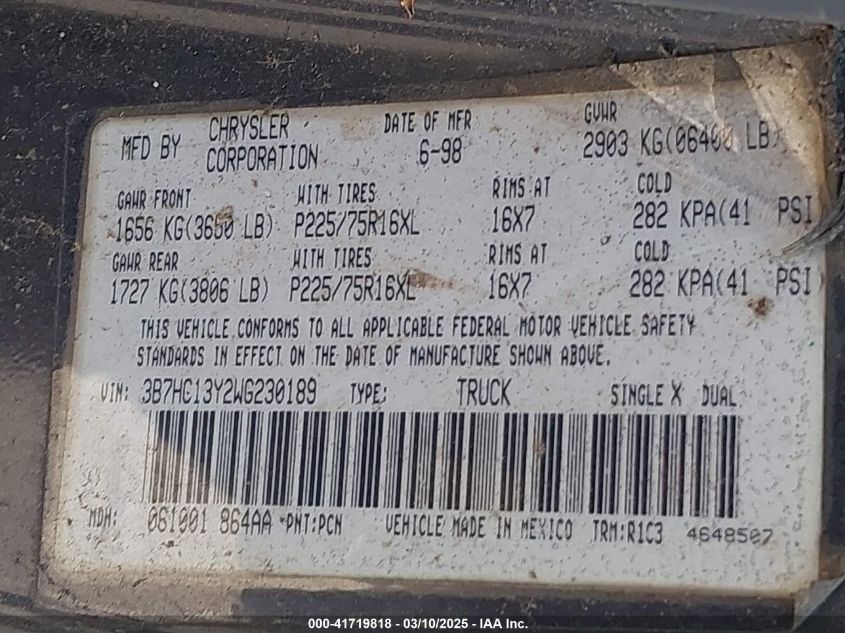 MFD BY CHRYSLER CORPORATION DATE OF MFR 6-98 GVWR 2903 KG(06400 LB)
GAWR FRONT WITH TIRES RIMS AT COLD
1656 KG(3650 LB) P225/75R16XL 16X7 282 KPA(41 PSI)
GAWR REAR WITH TIRES RIMS AT COLD
1727 KG(3806 LB) P225/75R16XL 16X7 282 KPA(41 PSI)
THIS VEHICLE CONFORMS TO ALL APPLICABLE FEDERAL MOTOR VEHICLE SAFETY
STANDARDS IN EFFECT ON THE DATE OF MANUFACTURE SHOWN ABOVE.
VIN: 3B7HC13Y2WG230189 TYPE: TRUCK SINGLE X DUAL
MDH: 061001 864AA *PNT:PCN VEHICLE MADE IN MEXICO TRM:R1C3 4648507
000-41719818 - 03/10/2025 - IAA Inc.